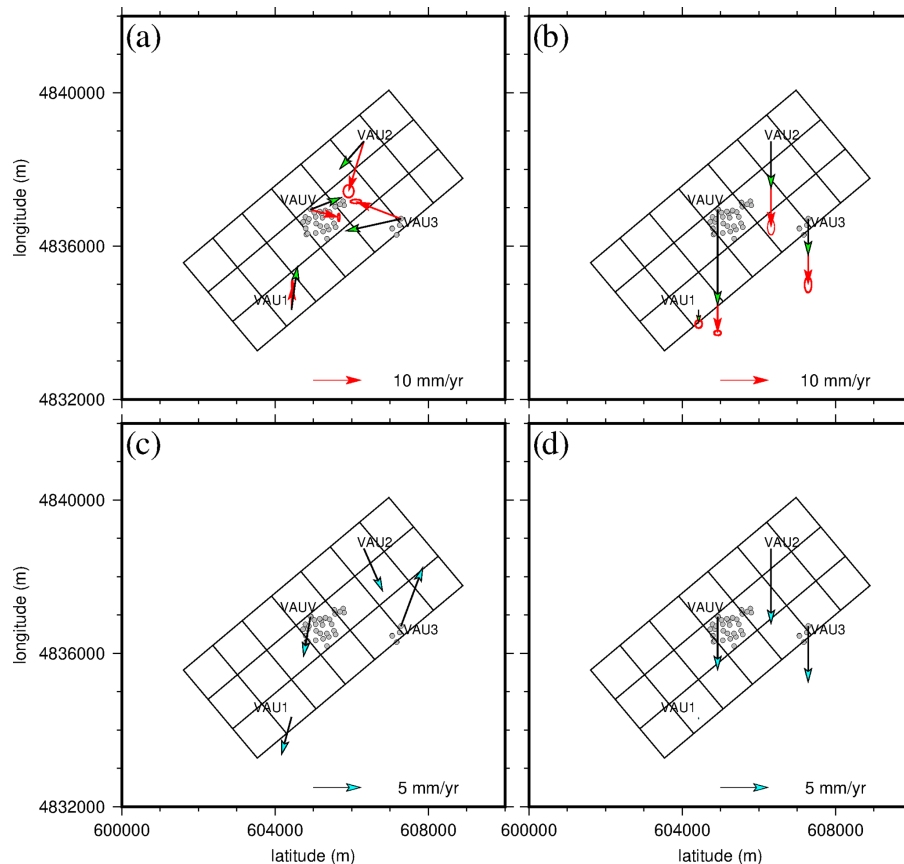 (a)
(b)
longitude (m)
4840000
4836000
4832000
VAU2
VAUV
VAU3
VAU1
10 mm/yr
VAU2
VAUV
VAU3
VAU1
10 mm/yr
(c)
(d)
longitude (m)
4840000
4836000
4832000
VAU2
VAUV
VAU3
VAU1
5 mm/yr
VAU2
VAUV
VAU3
VAU1
5 mm/yr
600000 604000 608000 600000 604000 608000
latitude (m) latitude (m)